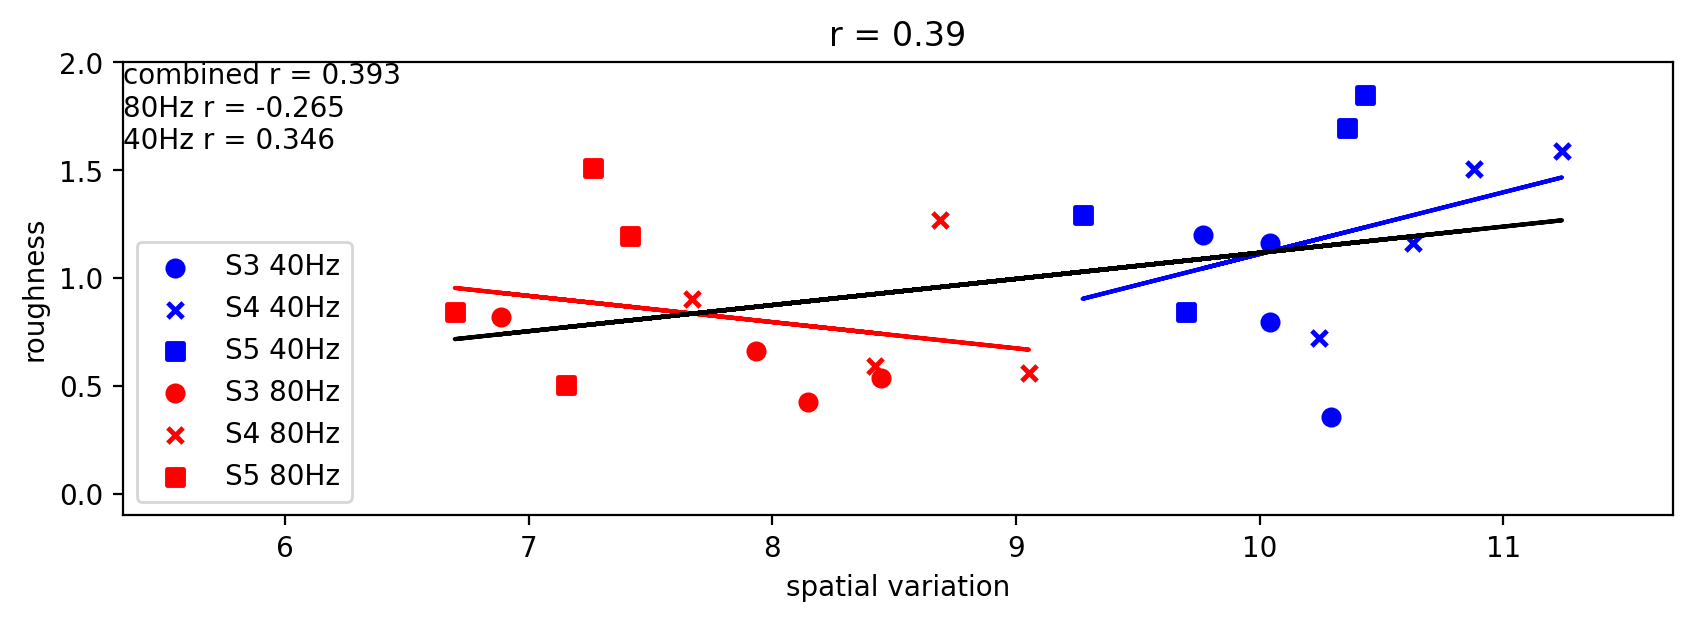 r = 0.39
combined r = 0.393
80Hz r = -0.265
40Hz r = 0.346
2.0
1.5
1.0
0.5
0.0
roughness
S3 40Hz
S4 40Hz
S5 40Hz
S3 80Hz
S4 80Hz
S5 80Hz
6 7 8 9 10 11
spatial variation